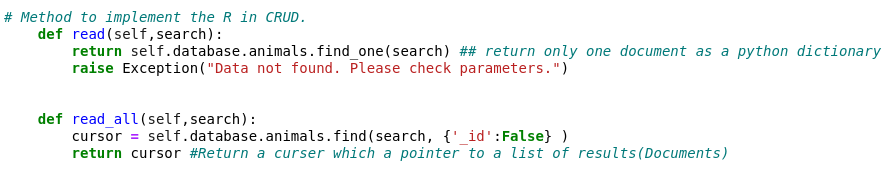 # Method to implement the R in CRUD.
    def read(self,search):
        return self.database.animals.find_one(search) ## return only one document as a python dictionary
        raise Exception("Data not found. Please check parameters.")
    def read_all(self,search):
        cursor = self.database.animals.find(search, {'_id':False} )
        return cursor #Return a curser which a pointer to a list of results(Documents)